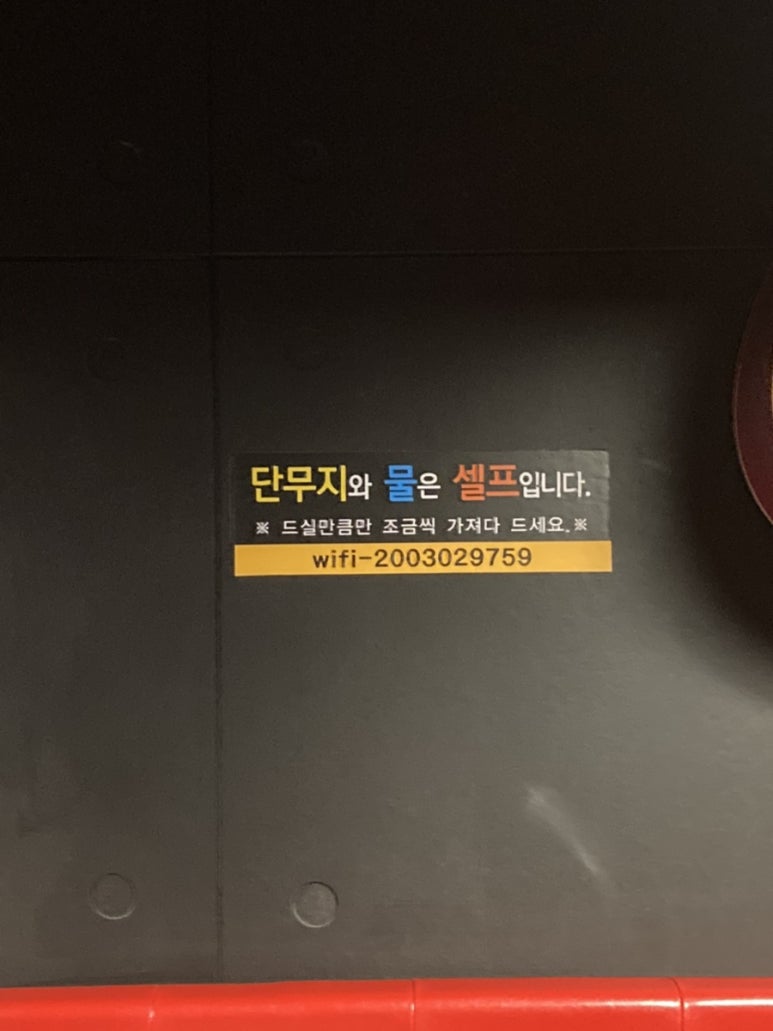 단무지와 물은 셀프입니다.
※ 드실만큼만 조금씩 가져다 드세요.※
wifi-2003029759